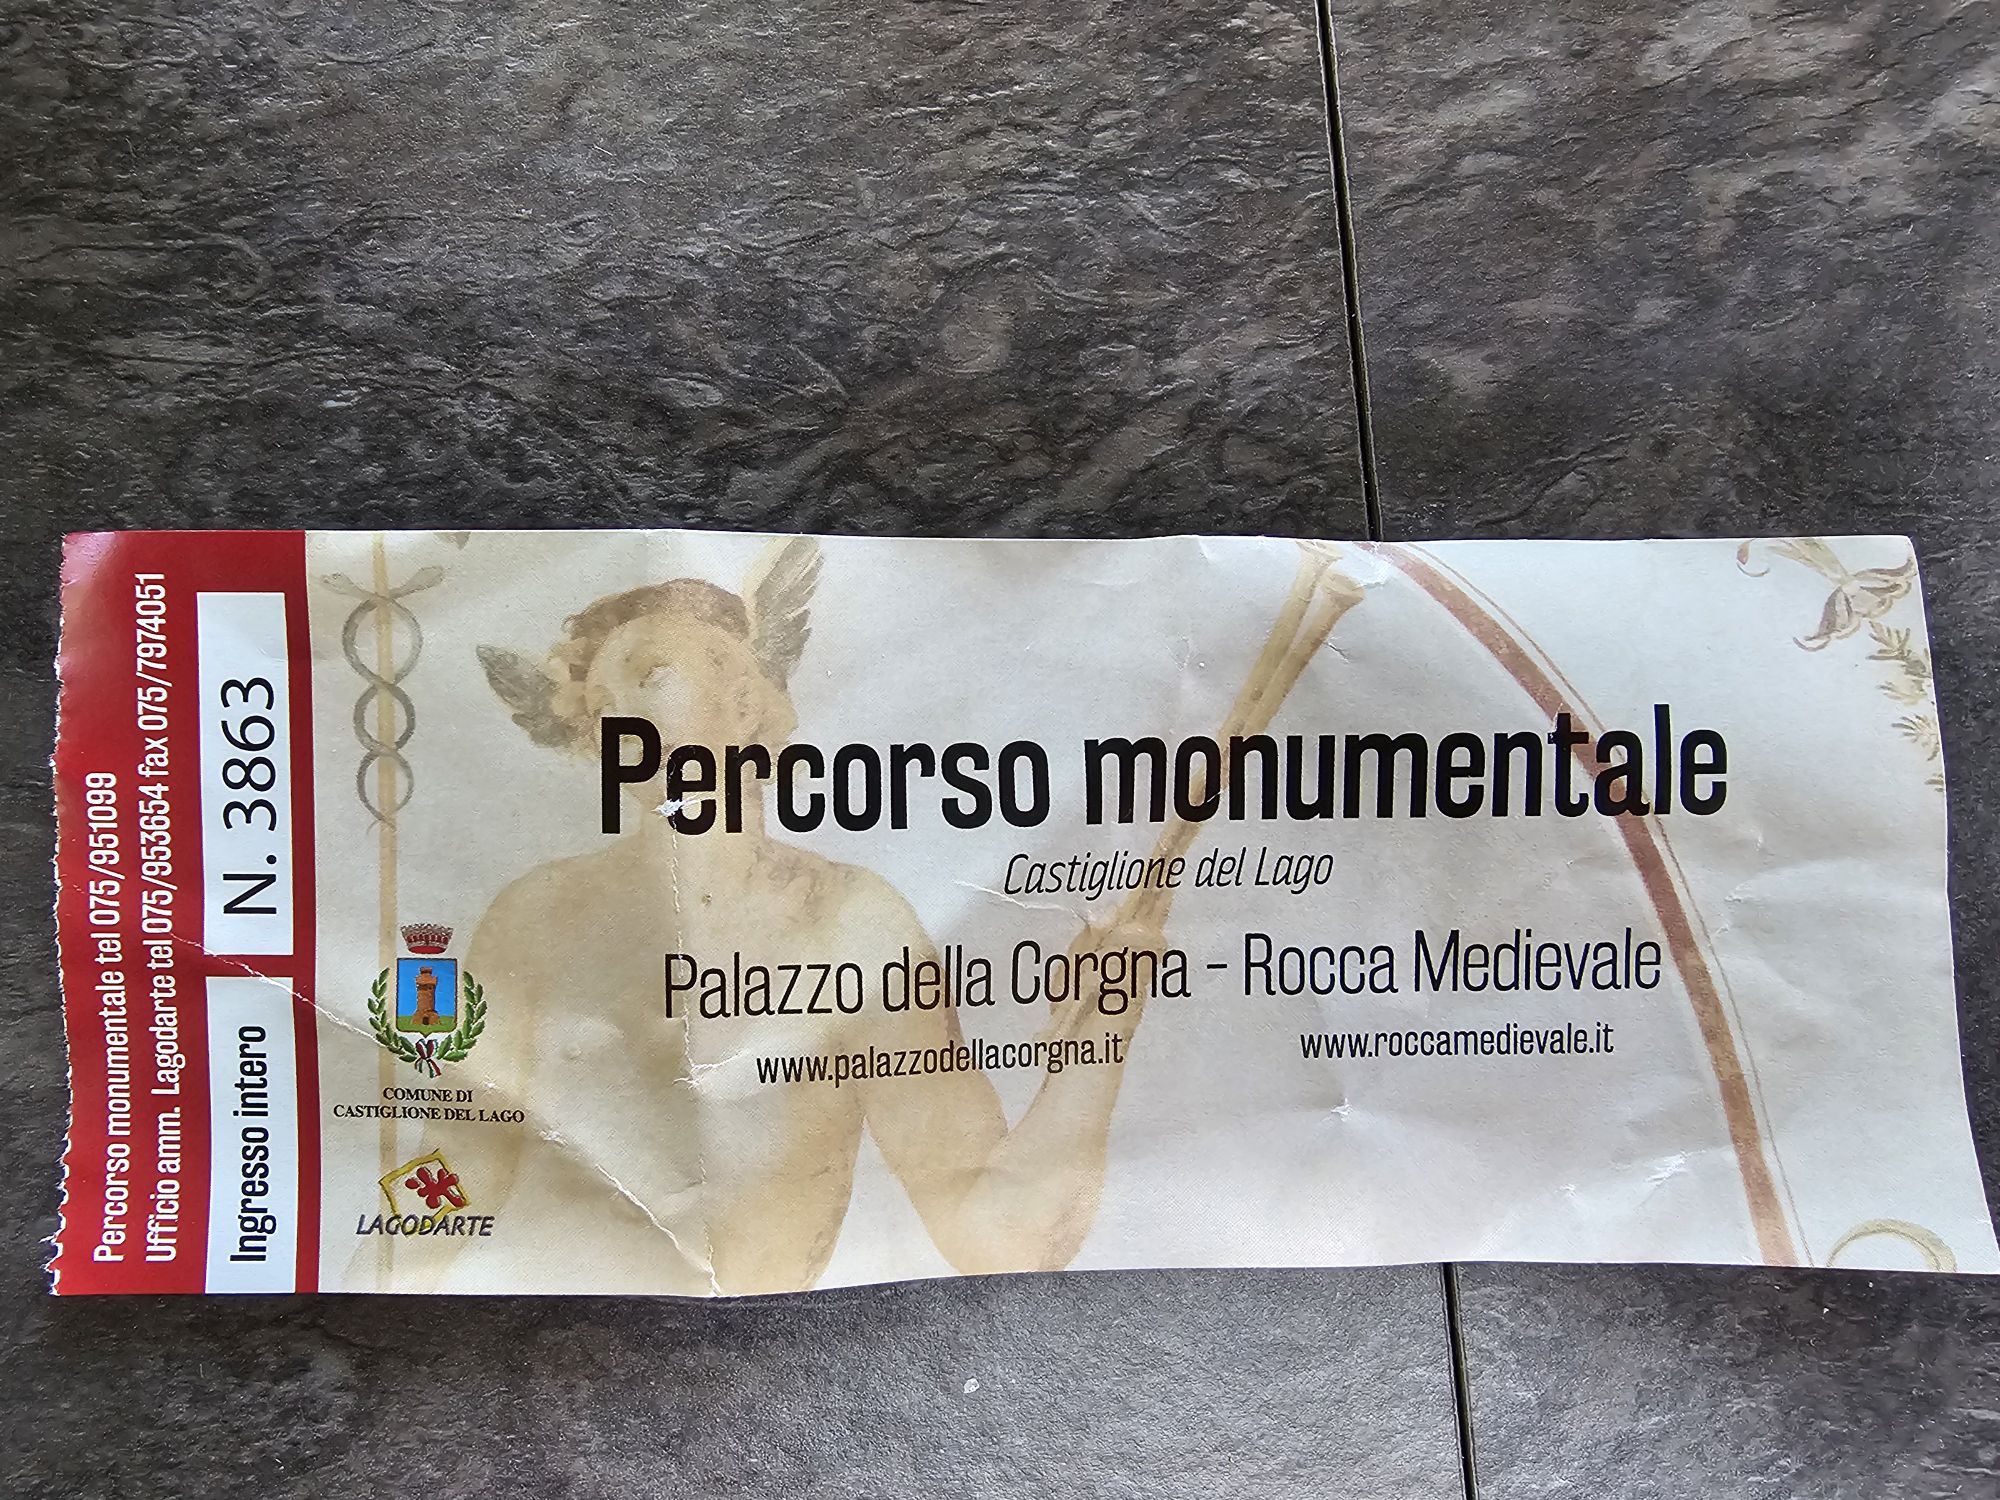 Percorso monumentale tel 075/951099
Ufficio amm. Lagodarte tel 075/953654 fax 075/7974051
Ingresso intero
N. 3863
Percorso monumentale
Castiglione del Lago
Palazzo della Corgna - Rocca Medievale
www.palazzodellacorgna.it
www.roccamedievale.it
COMUNE DI
CASTIGLIONE DEL LAGO
LAGODARTE